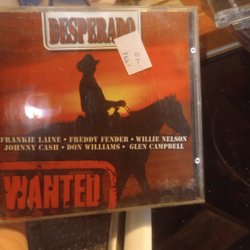 DESPERADO
FRANKIE LAINE • FREDDY FENDER • WILLIE NELSON
JOHNNY CASH • DON WILLIAMS • GLEN CAMPBELL
WANTED